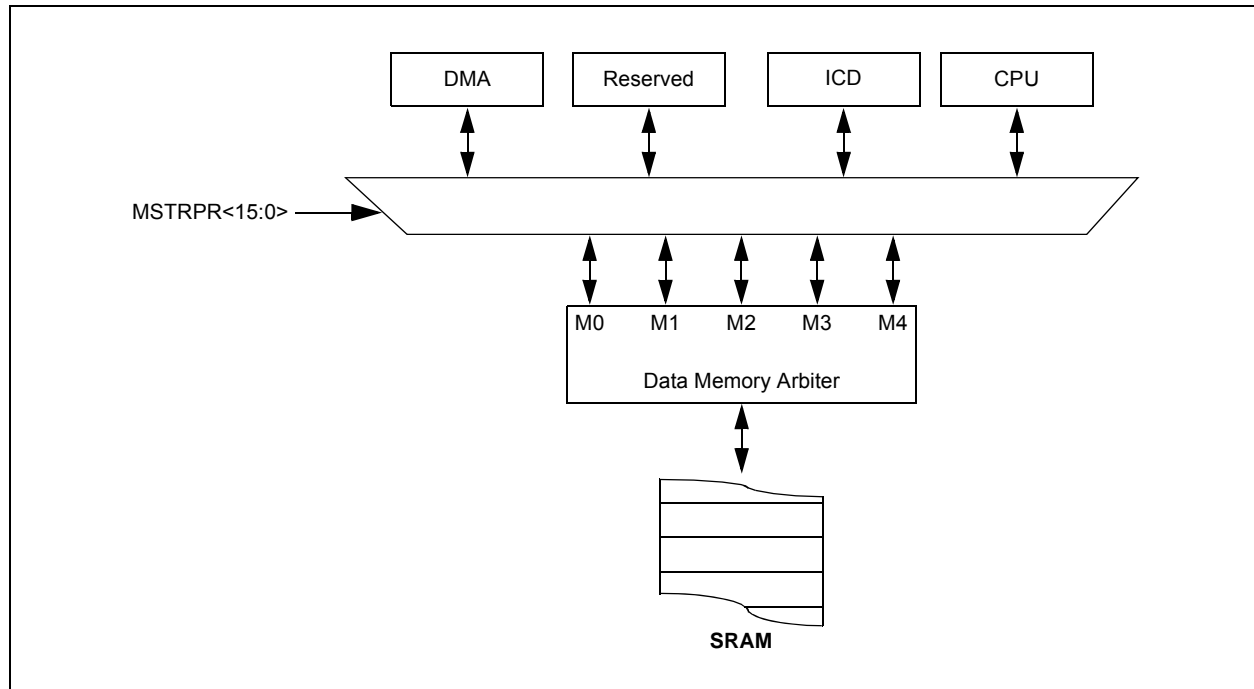 DMA Reserved ICD CPU
MSTRPR<15:0>
M0 M1 M2 M3 M4
Data Memory Arbiter
SRAM